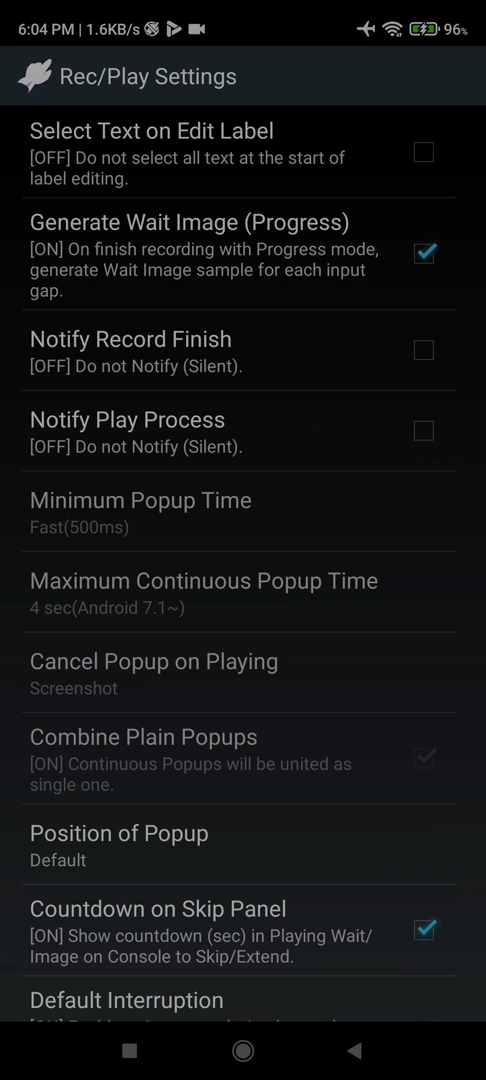 6:04 PM | 1.6KB/s 96%
Rec/Play Settings
Select Text on Edit Label
[OFF] Do not select all text at the start of
label editing.
Generate Wait Image (Progress)
[ON] On finish recording with Progress mode,
generate Wait Image sample for each input
gap.
Notify Record Finish
[OFF] Do not Notify (Silent).
Notify Play Process
[OFF] Do not Notify (Silent).
Minimum Popup Time
Fast(500ms)
Maximum Continuous Popup Time
4 sec(Android 7.1~)
Cancel Popup on Playing
Screenshot
Combine Plain Popups
[ON] Continuous Popups will be united as
single one.
Position of Popup
Default
Countdown on Skip Panel
[ON] Show countdown (sec) in Playing Wait/
Image on Console to Skip/Extend.
Default Interruption